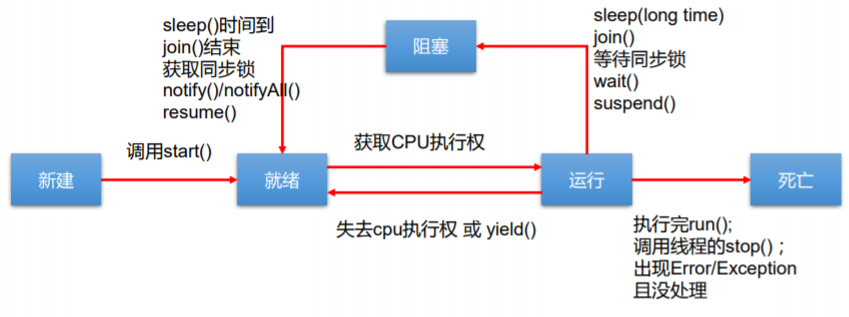 sleep()时间到
join()结束
获取同步锁
notify()/notifyAll()
resume()
阻塞
sleep(long time)
join()
等待同步锁
wait()
suspend()
调用start()
获取CPU执行权
新建
就绪
运行
死亡
失去cpu执行权 或 yield()
执行完run();
调用线程的stop() ;
出现Error/Exception
且没处理